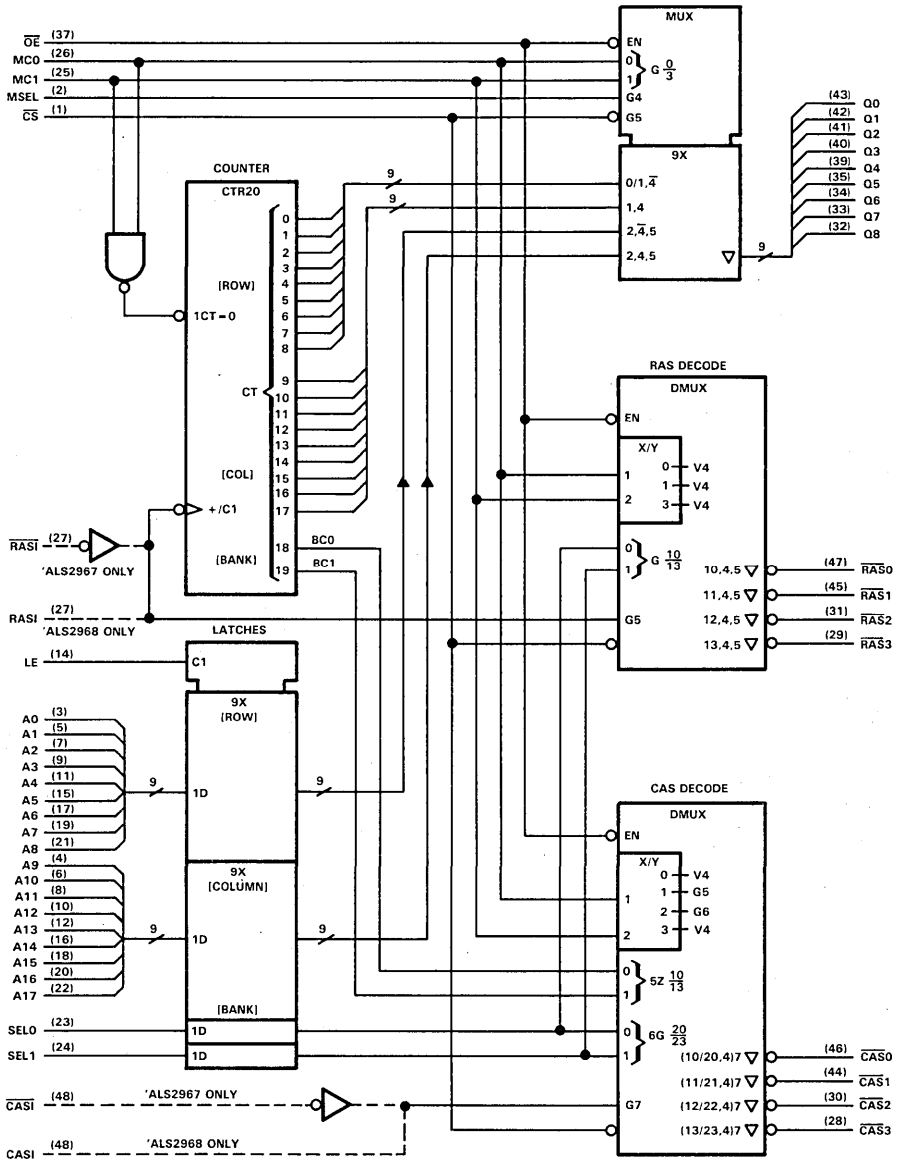 MUX
OE (37)
EN
MC0 (26)
0
MC1 (25)
1
G 0/3
MSEL (2)
G4
CS (1)
G5
(43) Q0
(42) Q1
(41) Q2
(40) Q3
(39) Q4
(35) Q5
(34) Q6
(33) Q7
(32) Q8
9X
0/1,4
1,4
2,4,5
2,4,5
▽
9
9
9
COUNTER
CTR20
0
1
2
3
4
5
6
7
8
[ROW]
1CT=0
CT
9
10
11
12
13
14
15
16
17
[COL]
+/C1
18 BC0
19 BC1
[BANK]
RASI (27)
'ALS2967 ONLY
RASI (27)
'ALS2968 ONLY
RAS DECODE
DMUX
EN
X/Y
1
2
0 V4
1 V4
3 V4
0
1
G 10/13
G5
10,4,5 ▽ (47) RAS0
11,4,5 ▽ (45) RAS1
12,4,5 ▽ (31) RAS2
13,4,5 ▽ (29) RAS3
LATCHES
LE (14)
C1
9X
[ROW]
A0 (3)
A1 (5)
A2 (7)
A3 (9)
A4 (11)
A5 (15)
A6 (17)
A7 (19)
A8 (21)
9
1D
9
9X
[COLUMN]
A9 (4)
A10 (6)
A11 (8)
A12 (10)
A13 (12)
A14 (16)
A15 (18)
A16 (20)
A17 (22)
9
1D
9
[BANK]
SEL0 (23)
1D
SEL1 (24)
1D
CASI (48)
'ALS2967 ONLY
CASI (48)
'ALS2968 ONLY
CAS DECODE
DMUX
EN
X/Y
1
2
0 V4
1 G5
2 G6
3 V4
0
1
5Z 10/13
0
1
6G 20/23
G7
(10/20,4)7 ▽ (46) CAS0
(11/21,4)7 ▽ (44) CAS1
(12/22,4)7 ▽ (30) CAS2
(13/23,4)7 ▽ (28) CAS3